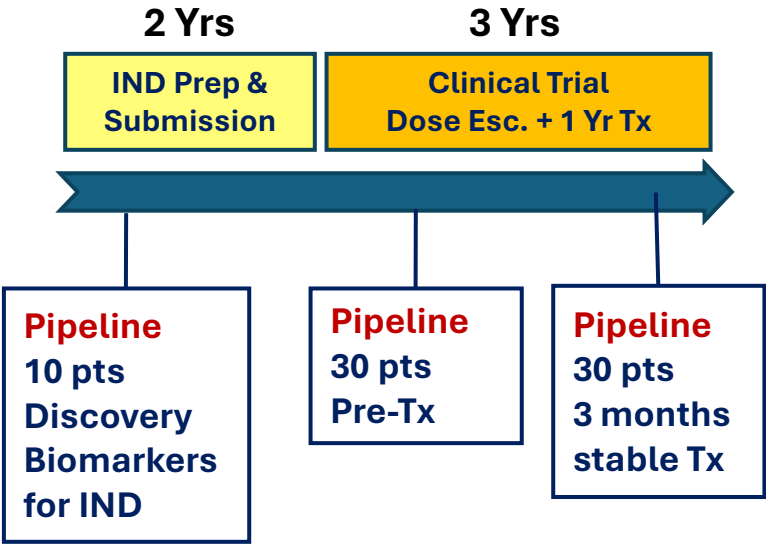 2 Yrs
3 Yrs
IND Prep &
Submission
Clinical Trial
Dose Esc. + 1 Yr Tx
Pipeline
10 pts
Discovery
Biomarkers
for IND
Pipeline
30 pts
Pre-Tx
Pipeline
30 pts
3 months
stable Tx